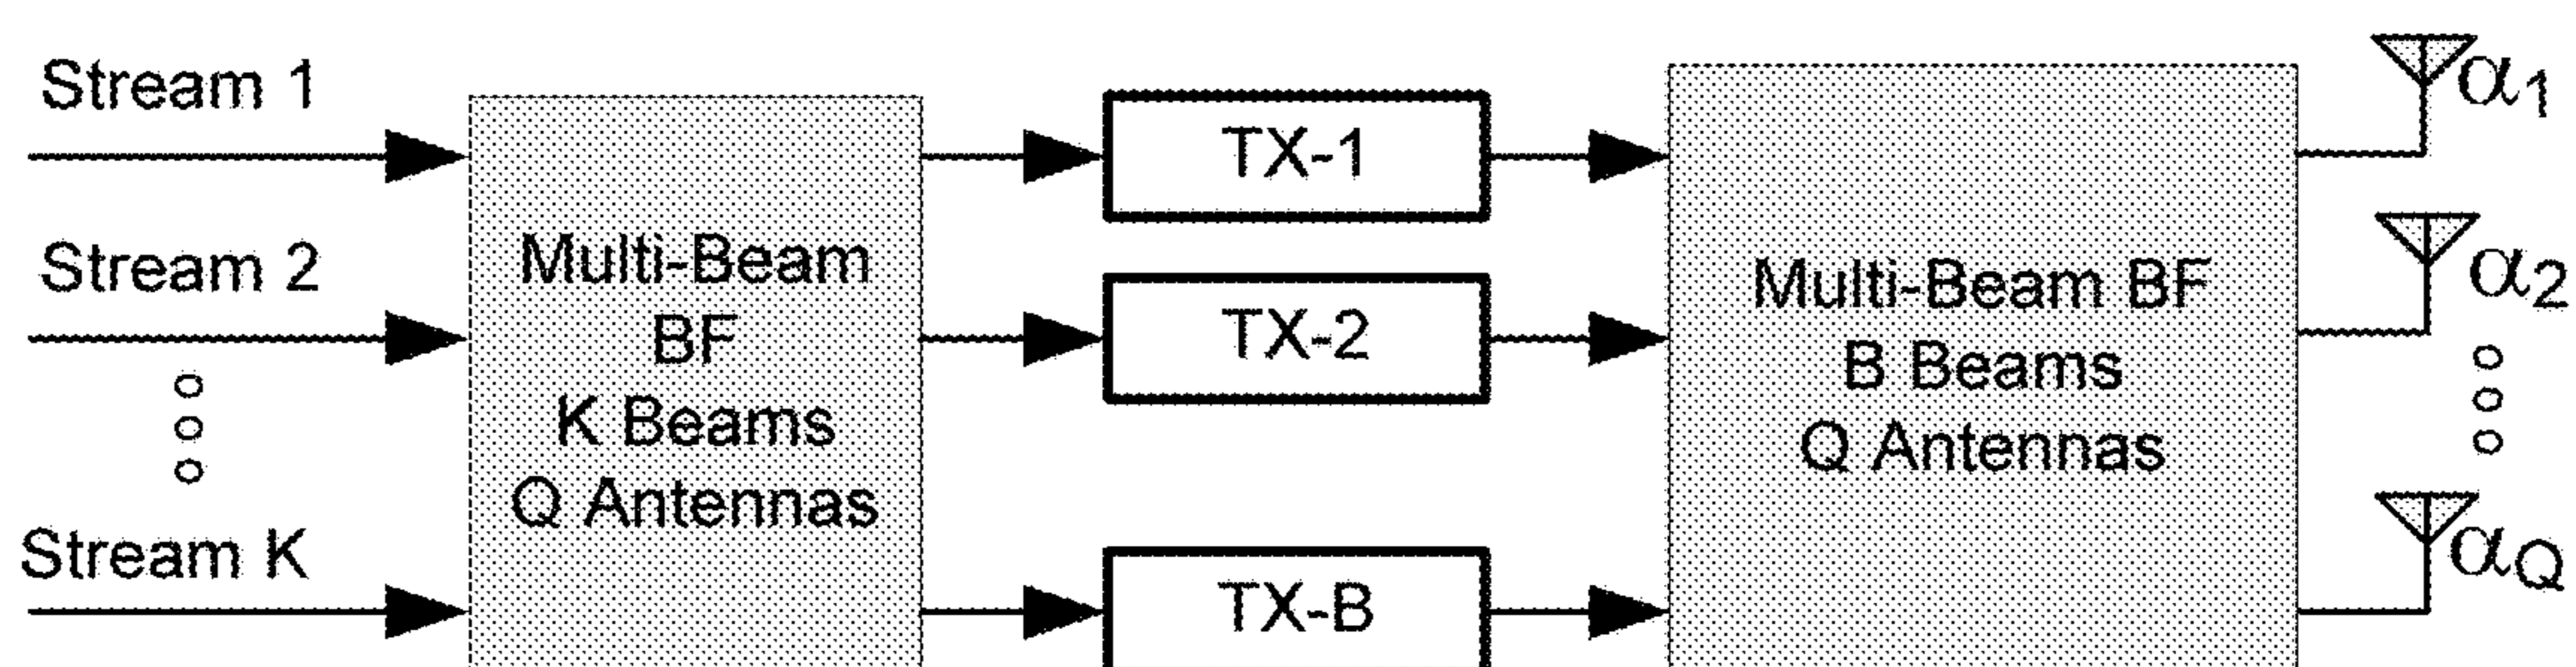 Stream 1
Stream 2
Stream K
Multi-Beam
BF
K Beams
Q Antennas
TX-1
TX-2
TX-B
Multi-Beam BF
B Beams
Q Antennas
α1
α2
αQ